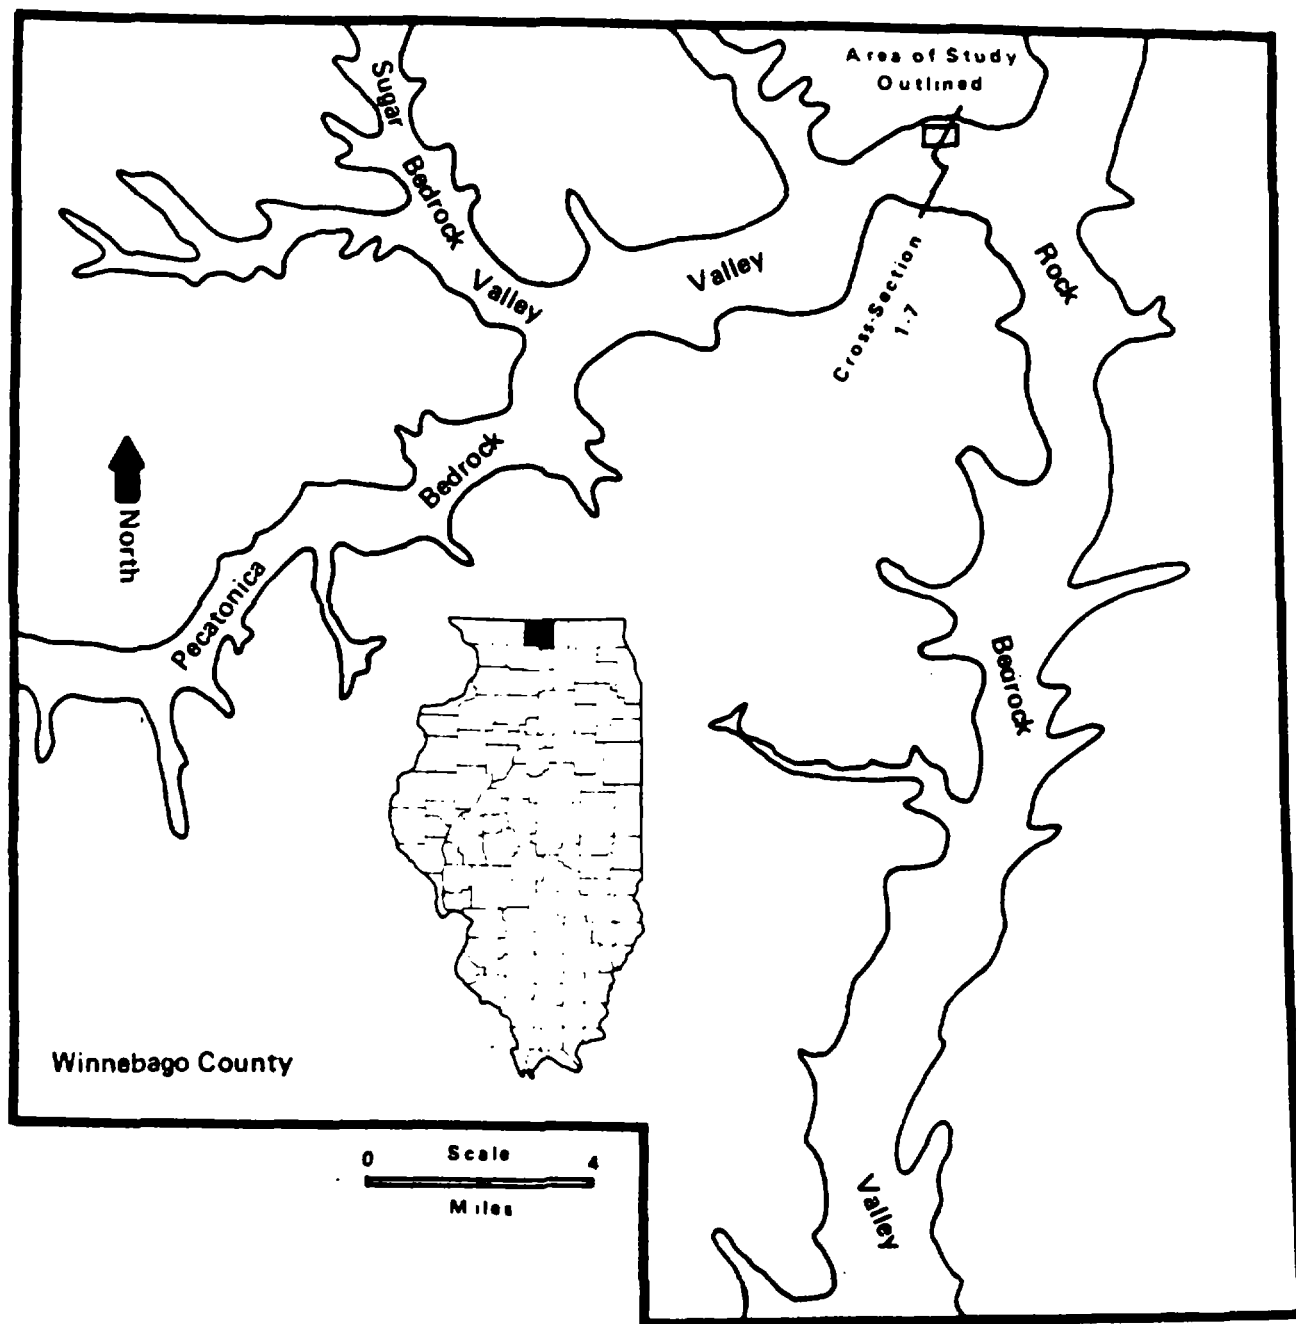 Area of Study
Outlined
Sugar
Bedrock
Valley
Valley
Rock
Cross-Section
1-7
Bedrock
North
Pecatonica
Bedrock
Winnebago County
0 Scale 4
Miles
Valley